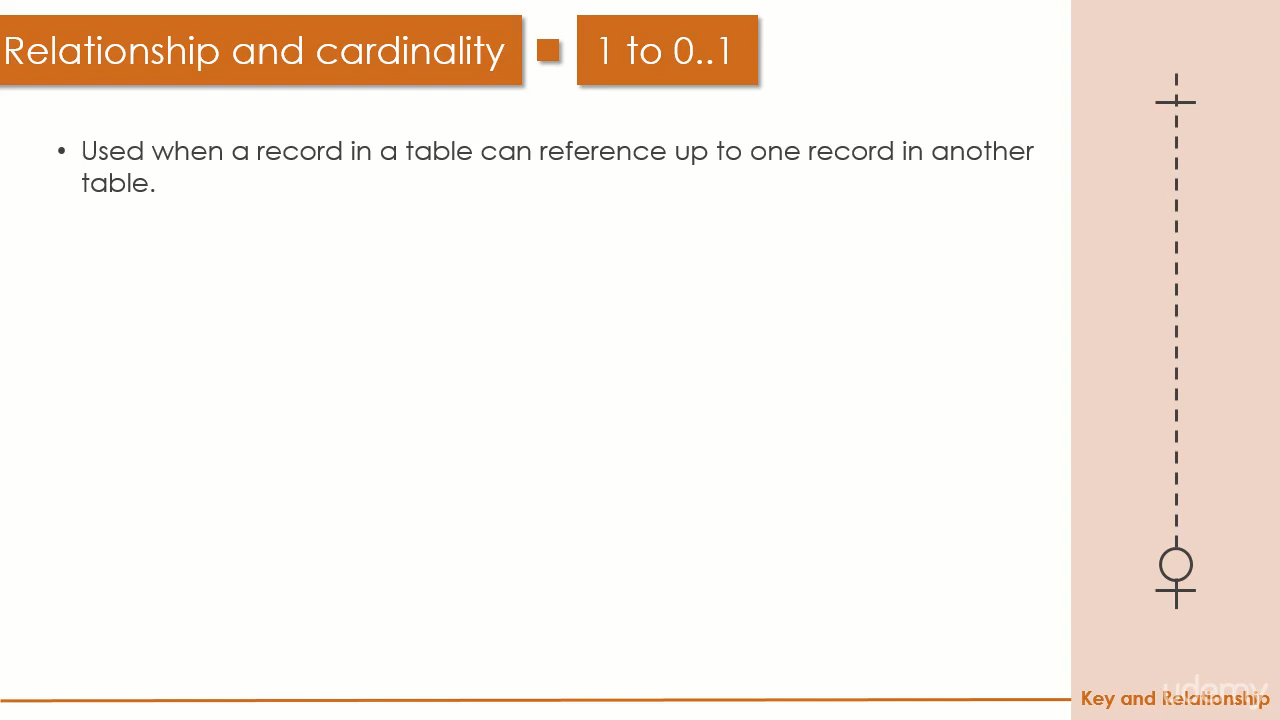 Relationship and cardinality
1 to 0..1
• Used when a record in a table can reference up to one record in another
table.
Key and Relationship
udemy